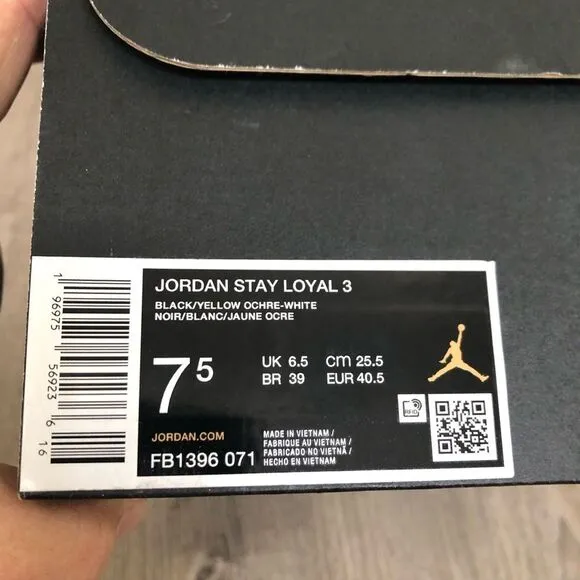 JORDAN STAY LOYAL 3
BLACK/YELLOW OCHRE-WHITE
NOIR/BLANC/JAUNE OCRE
7 5
UK 6.5 CM 25.5
BR 39 EUR 40.5
JORDAN.COM
FB1396 071
MADE IN VIETNAM/
FABRIQUE AU VIETNAM/
FABRICADO NO VIETNÃ/
HECHO EN VIETNAM
RFID
1 96975 56923 6 16